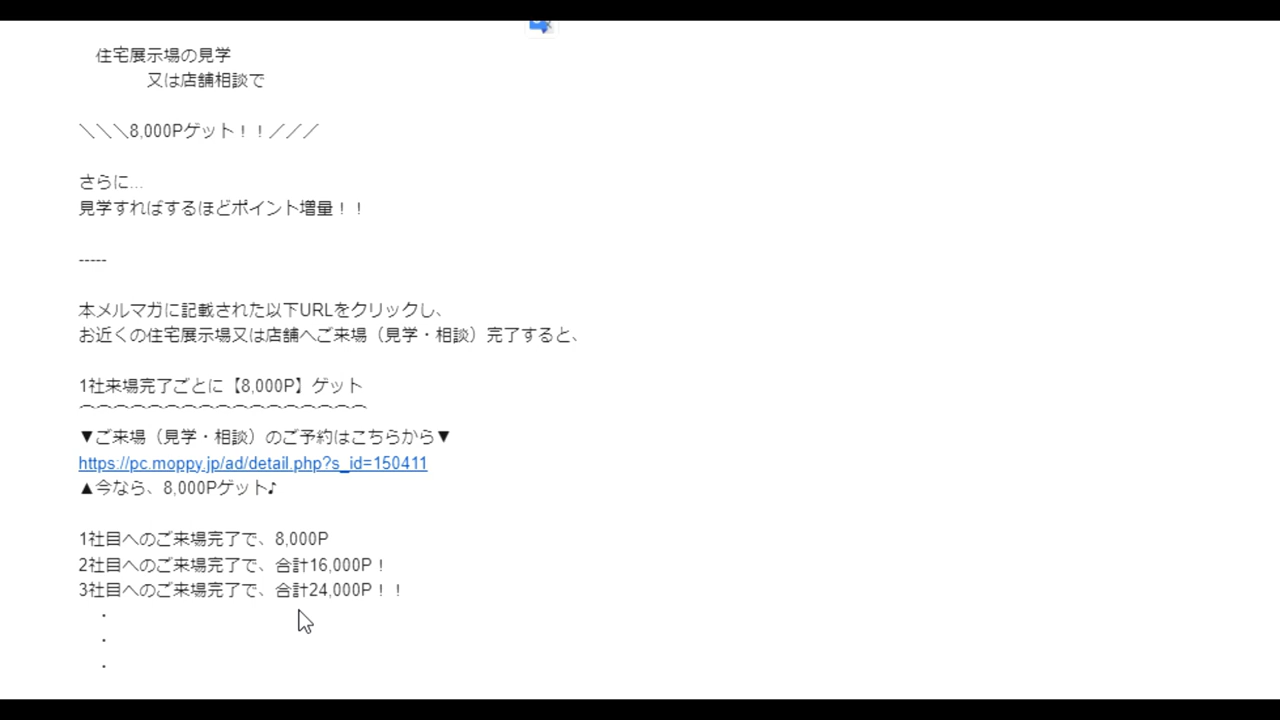 住宅展示場の見学
又は店舗相談で
＼＼＼8,000Pゲット！！／／／
さらに...
見学すればするほどポイント増量！！
-----
本メルマガに記載された以下URLをクリックし、
お近くの住宅展示場又は店舗へご来場（見学・相談）完了すると、
1社来場完了ごとに【8,000P】ゲット
⌒⌒⌒⌒⌒⌒⌒⌒⌒⌒⌒⌒⌒⌒⌒⌒⌒
▼ご来場（見学・相談）のご予約はこちらから▼
https://pc.moppy.jp/ad/detail.php?s_id=150411
▲今なら、8,000Pゲット♪
1社目へのご来場完了で、8,000P
2社目へのご来場完了で、合計16,000P！
3社目へのご来場完了で、合計24,000P！！
・
・
・